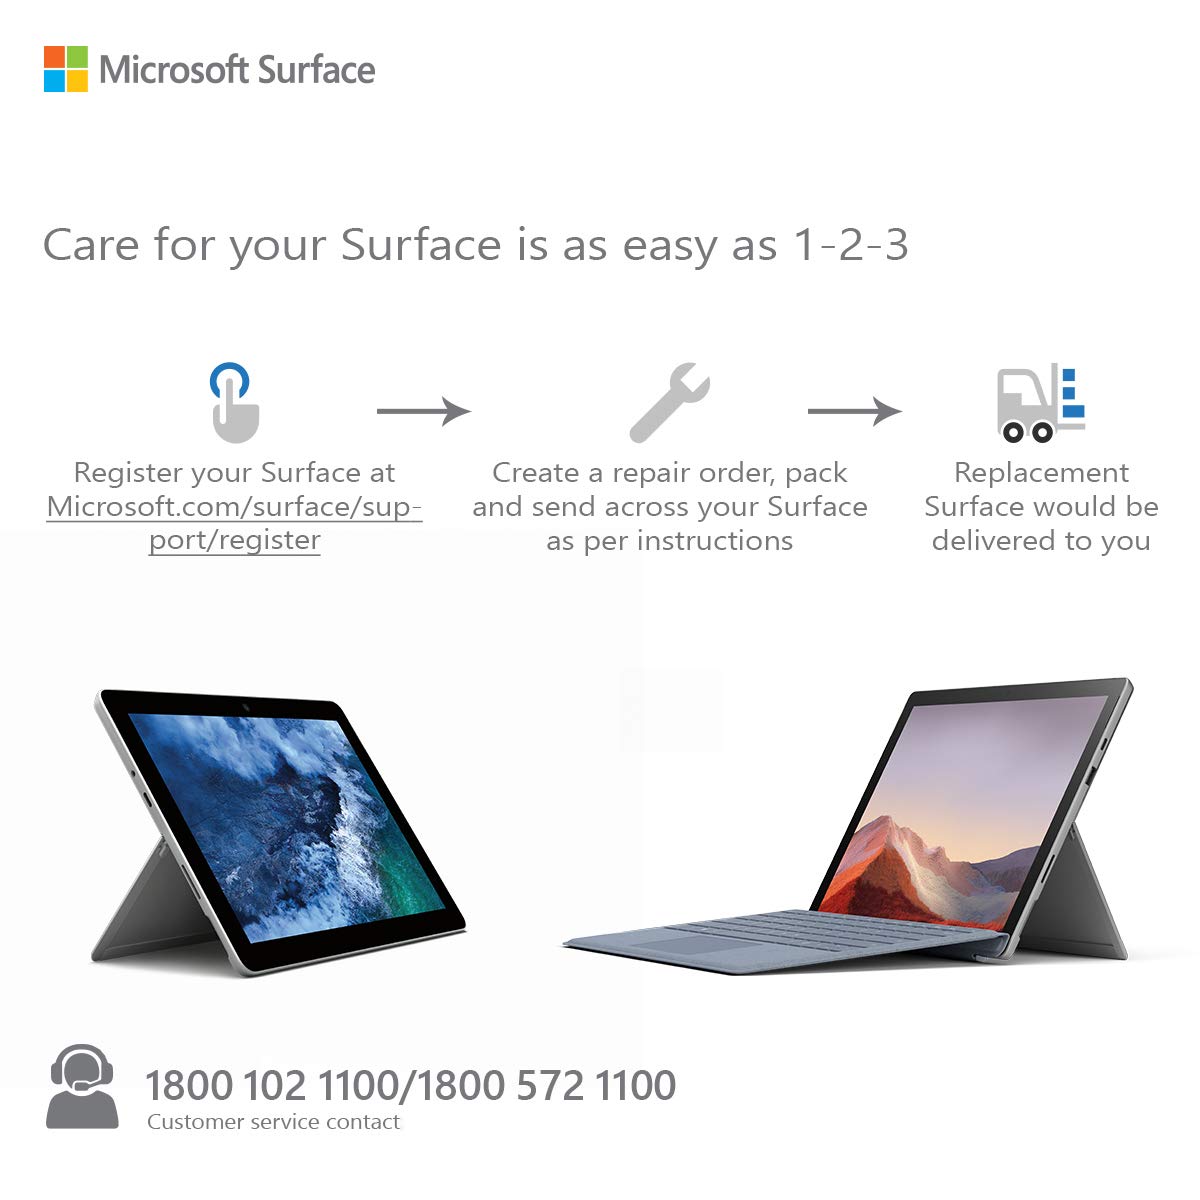 Microsoft Surface
Care for your Surface is as easy as 1-2-3
Register your Surface at
Microsoft.com/surface/sup-
port/register
Create a repair order, pack
and send across your Surface
as per instructions
Replacement
Surface would be
delivered to you
1800 102 1100/1800 572 1100
Customer service contact